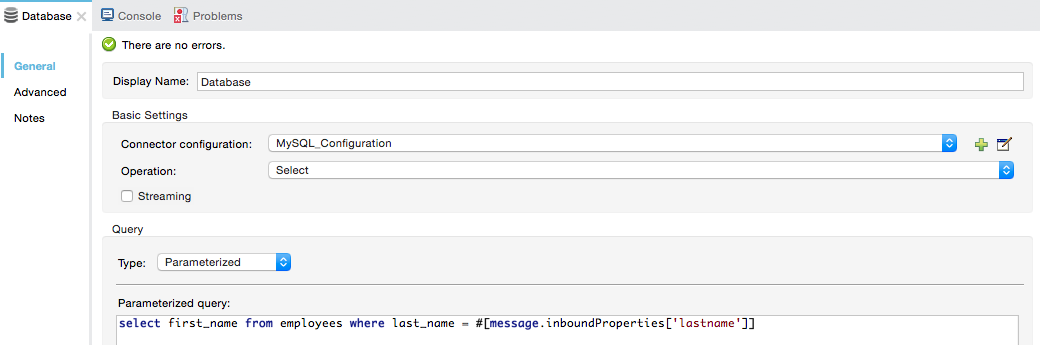 Database Console Problems
There are no errors.
General
Advanced
Notes
Display Name: Database
Basic Settings
Connector configuration: MySQL_Configuration
Operation: Select
Streaming
Query
Type: Parameterized
Parameterized query:
select first_name from employees where last_name = #[message.inboundProperties['lastname']]